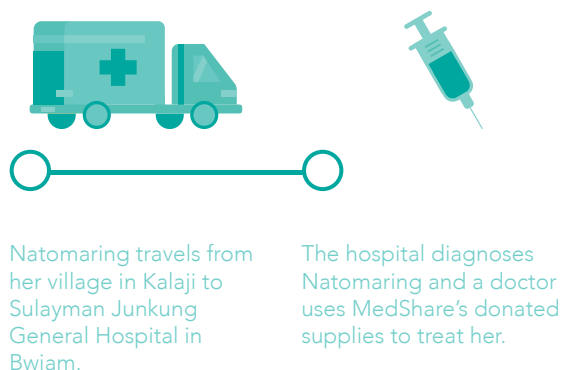 Natomaring travels from
her village in Kalaji to
Sulayman Junkung
General Hospital in
Bwiam.
The hospital diagnoses
Natomaring and a doctor
uses MedShare’s donated
supplies to treat her.